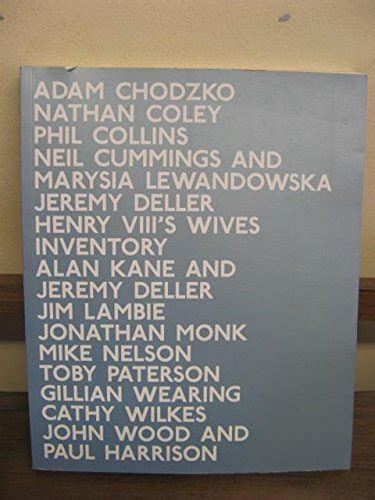 ADAM CHODZKO
NATHAN COLEY
PHIL COLLINS
NEIL CUMMINGS AND
MARYSIA LEWANDOWSKA
JEREMY DELLER
HENRY VIII'S WIVES
INVENTORY
ALAN KANE AND
JEREMY DELLER
JIM LAMBIE
JONATHAN MONK
MIKE NELSON
TOBY PATERSON
GILLIAN WEARING
CATHY WILKES
JOHN WOOD AND
PAUL HARRISON